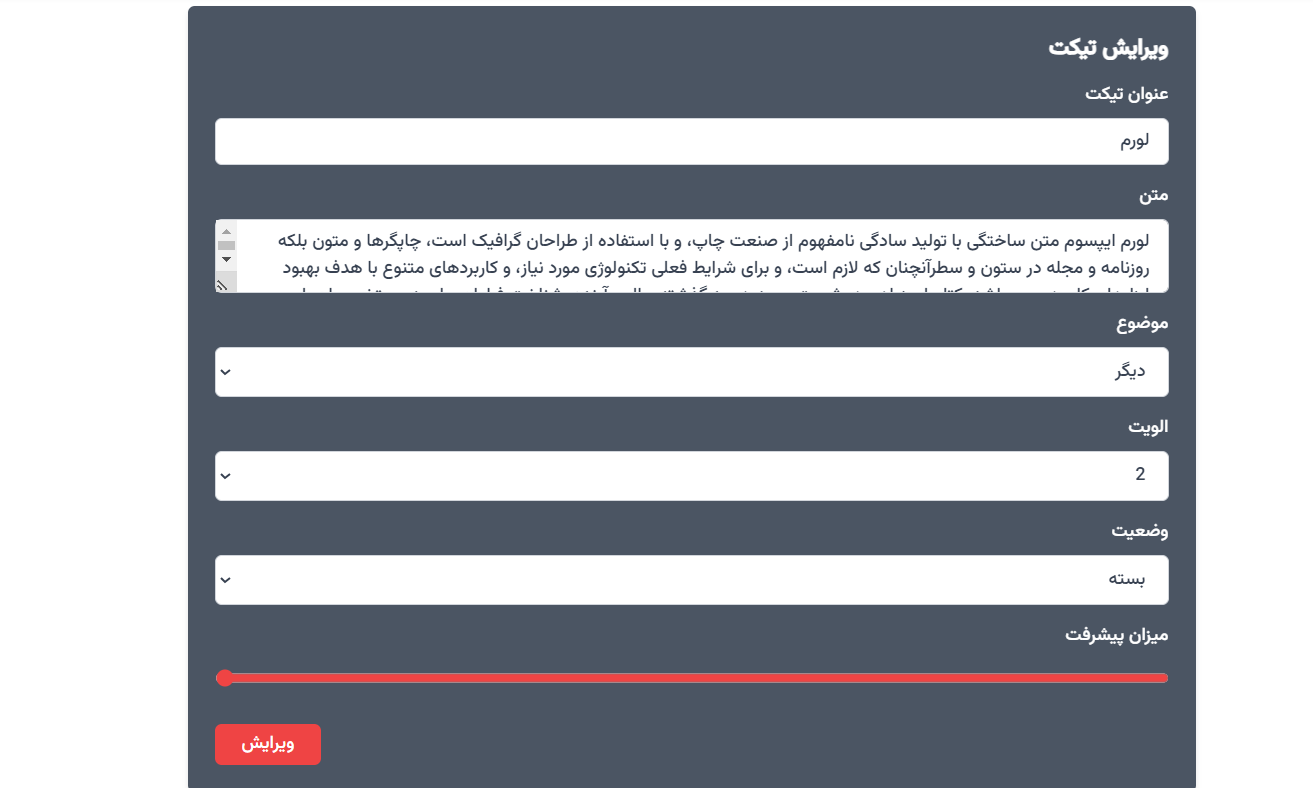 ویرایش تیکت
عنوان تیکت
لورم
متن
لورم ایپسوم متن ساختگی با تولید سادگی نامفهوم از صنعت چاپ، و با استفاده از طراحان گرافیک است، چاپگرها و متون بلکه
روزنامه و مجله در ستون و سطرآنچنان که لازم است، و برای شرایط فعلی تکنولوژی مورد نیاز، و کاربردهای متنوع با هدف بهبود
موضوع
دیگر
الویت
2
وضعیت
بسته
میزان پیشرفت
ویرایش